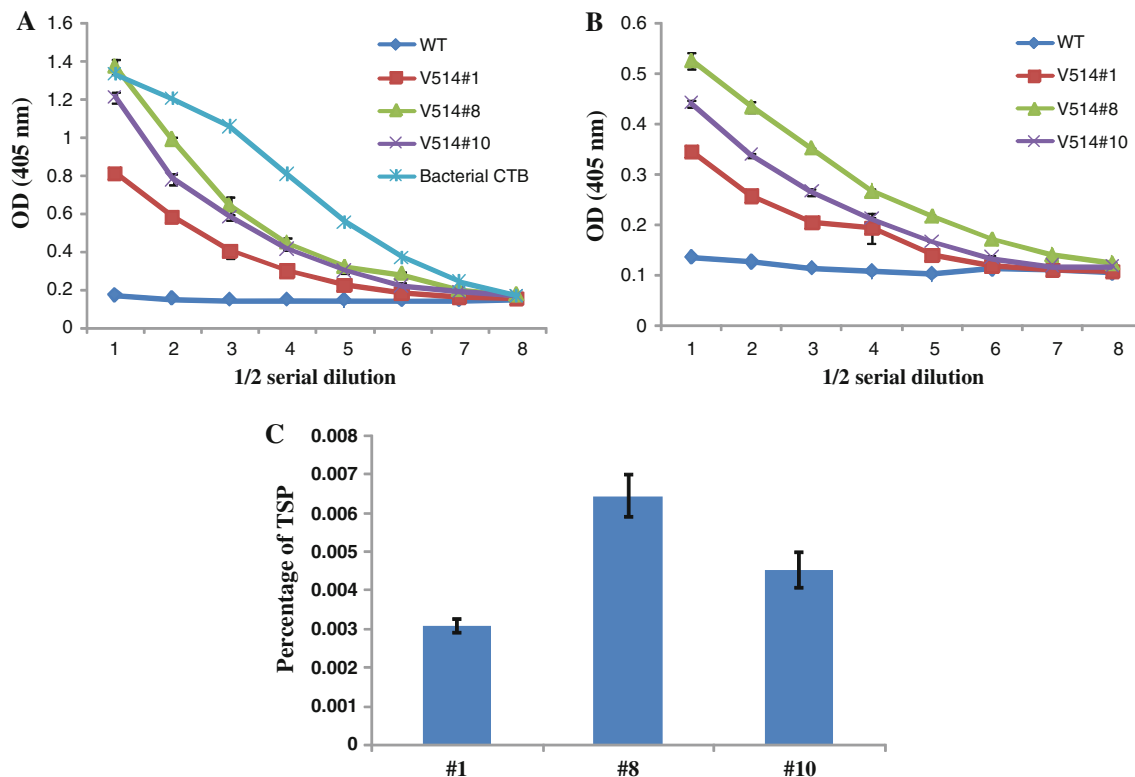 A
1.6
1.4
1.2
1
0.8
0.6
0.4
0.2
0
OD (405 nm)
WT
V514#1
V514#8
V514#10
Bacterial CTB
1 2 3 4 5 6 7 8
1/2 serial dilution
B
0.6
0.5
0.4
0.3
0.2
0.1
0
OD (405 nm)
WT
V514#1
V514#8
V514#10
1 2 3 4 5 6 7 8
1/2 serial dilution
C
0.008
0.007
0.006
0.005
0.004
0.003
0.002
0.001
0
Percentage of TSP
#1 #8 #10